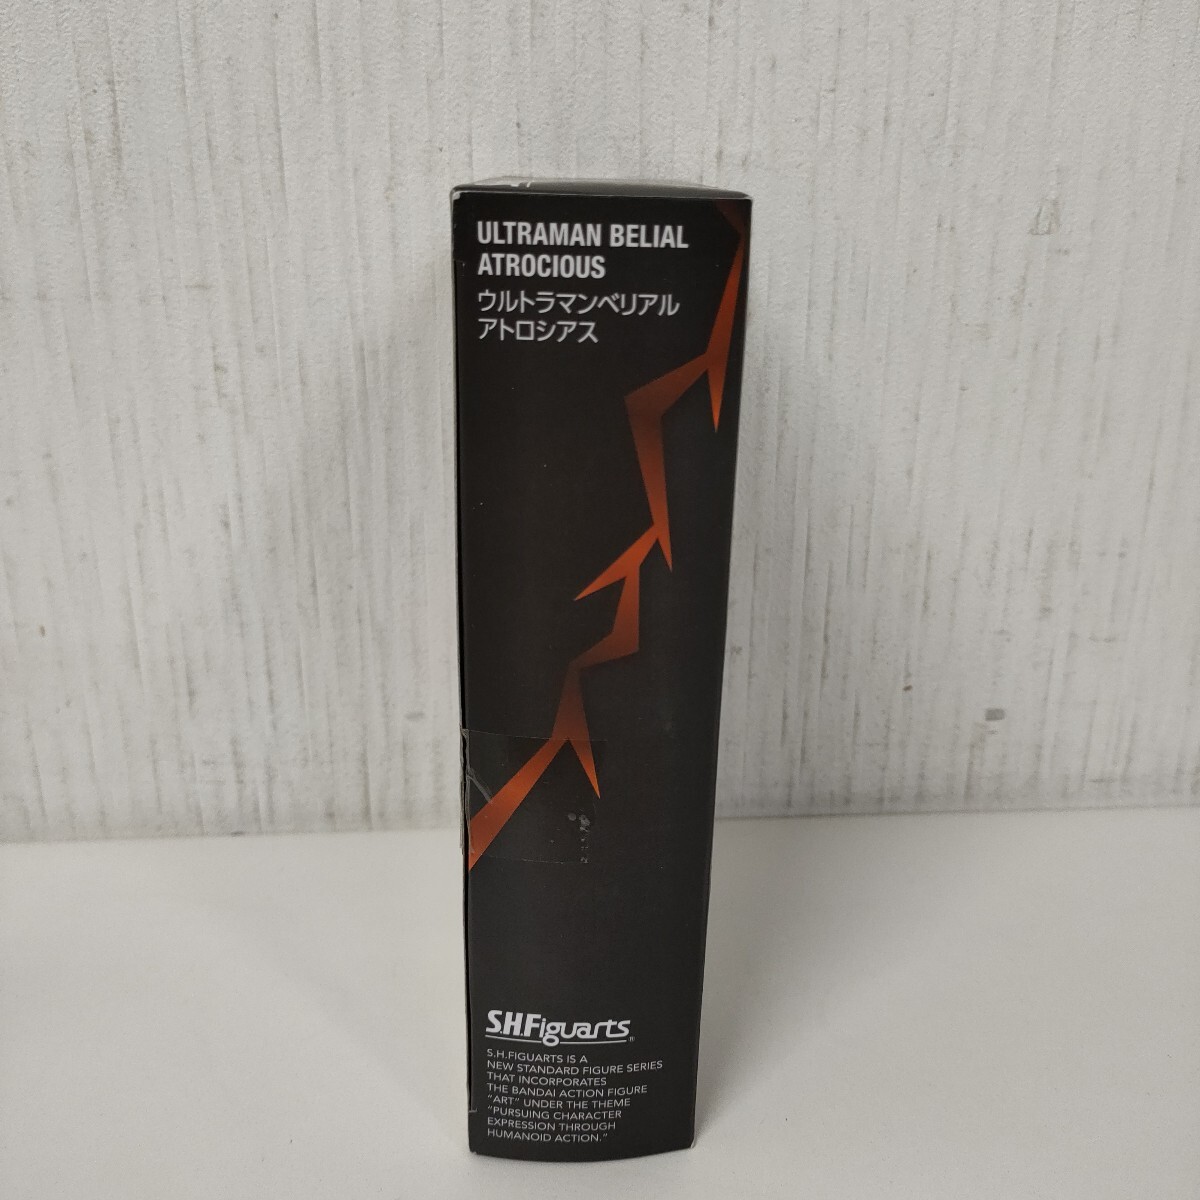 ULTRAMAN BELIAL
ATROCIOUS
ウルトラマンベリアル
アトロシアス
S.H.Figuarts
S.H.FIGUARTS IS A
NEW STANDARD FIGURE SERIES
THAT INCORPORATES
THE BANDAI ACTION FIGURE
“ART” UNDER THE THEME
“PURSUING CHARACTER
EXPRESSION THROUGH
HUMANOID ACTION.”